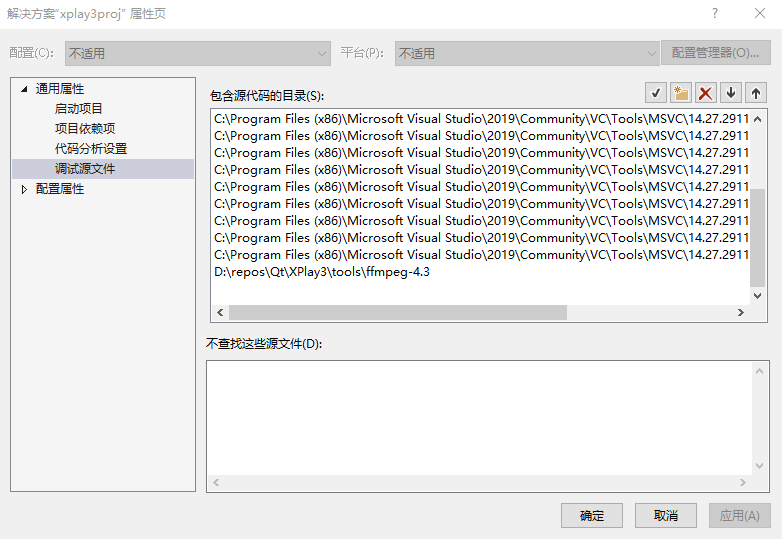 解决方案"xplay3proj" 属性页
配置(C): 不适用 平台(P): 不适用 配置管理器(O)...
通用属性
启动项目
项目依赖项
代码分析设置
调试源文件
配置属性
包含源代码的目录(S):
C:\Program Files (x86)\Microsoft Visual Studio\2019\Community\VC\Tools\MSVC\14.27.2911
C:\Program Files (x86)\Microsoft Visual Studio\2019\Community\VC\Tools\MSVC\14.27.2911
C:\Program Files (x86)\Microsoft Visual Studio\2019\Community\VC\Tools\MSVC\14.27.2911
C:\Program Files (x86)\Microsoft Visual Studio\2019\Community\VC\Tools\MSVC\14.27.2911
C:\Program Files (x86)\Microsoft Visual Studio\2019\Community\VC\Tools\MSVC\14.27.2911
C:\Program Files (x86)\Microsoft Visual Studio\2019\Community\VC\Tools\MSVC\14.27.2911
C:\Program Files (x86)\Microsoft Visual Studio\2019\Community\VC\Tools\MSVC\14.27.2911
C:\Program Files (x86)\Microsoft Visual Studio\2019\Community\VC\Tools\MSVC\14.27.2911
C:\Program Files (x86)\Microsoft Visual Studio\2019\Community\VC\Tools\MSVC\14.27.2911
D:\repos\Qt\XPlay3\tools\ffmpeg-4.3
不查找这些源文件(D):
确定 取消 应用(A)